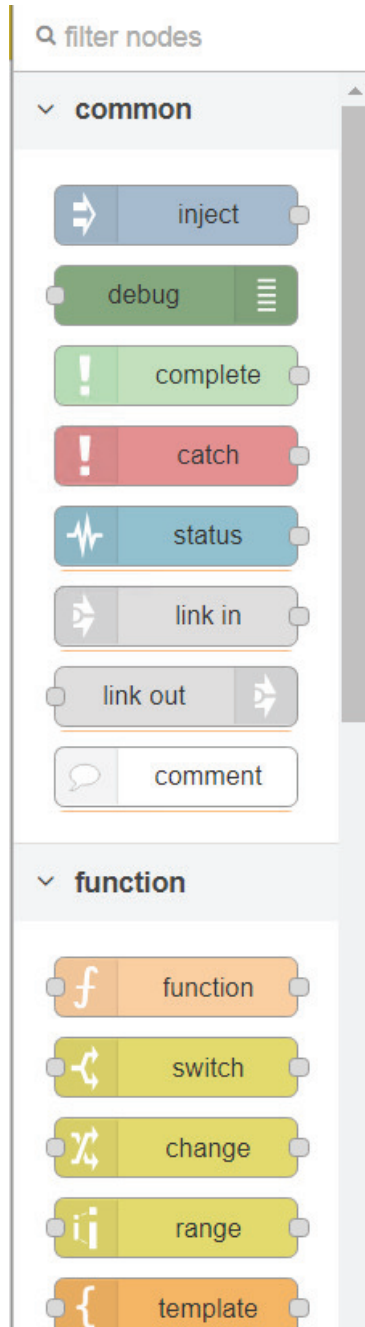 filter nodes
common
inject
debug
complete
catch
status
link in
link out
comment
function
function
switch
change
range
template